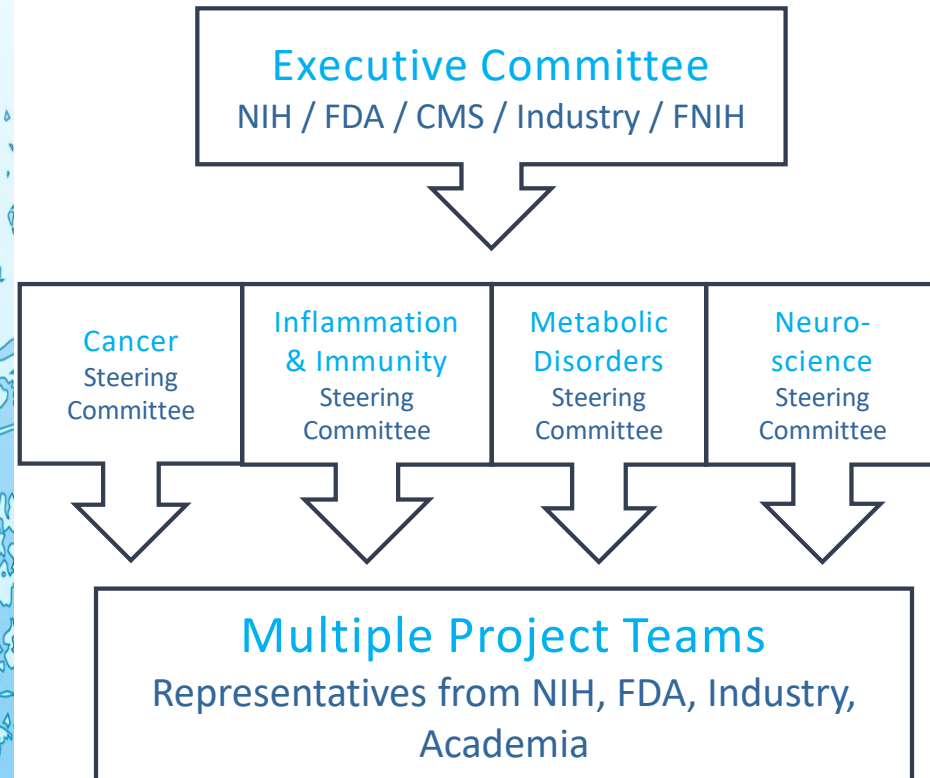 Executive Committee
NIH / FDA / CMS / Industry / FNIH
Cancer
Steering
Committee
Inflammation
& Immunity
Steering
Committee
Metabolic
Disorders
Steering
Committee
Neuro-
science
Steering
Committee
Multiple Project Teams
Representatives from NIH, FDA, Industry,
Academia